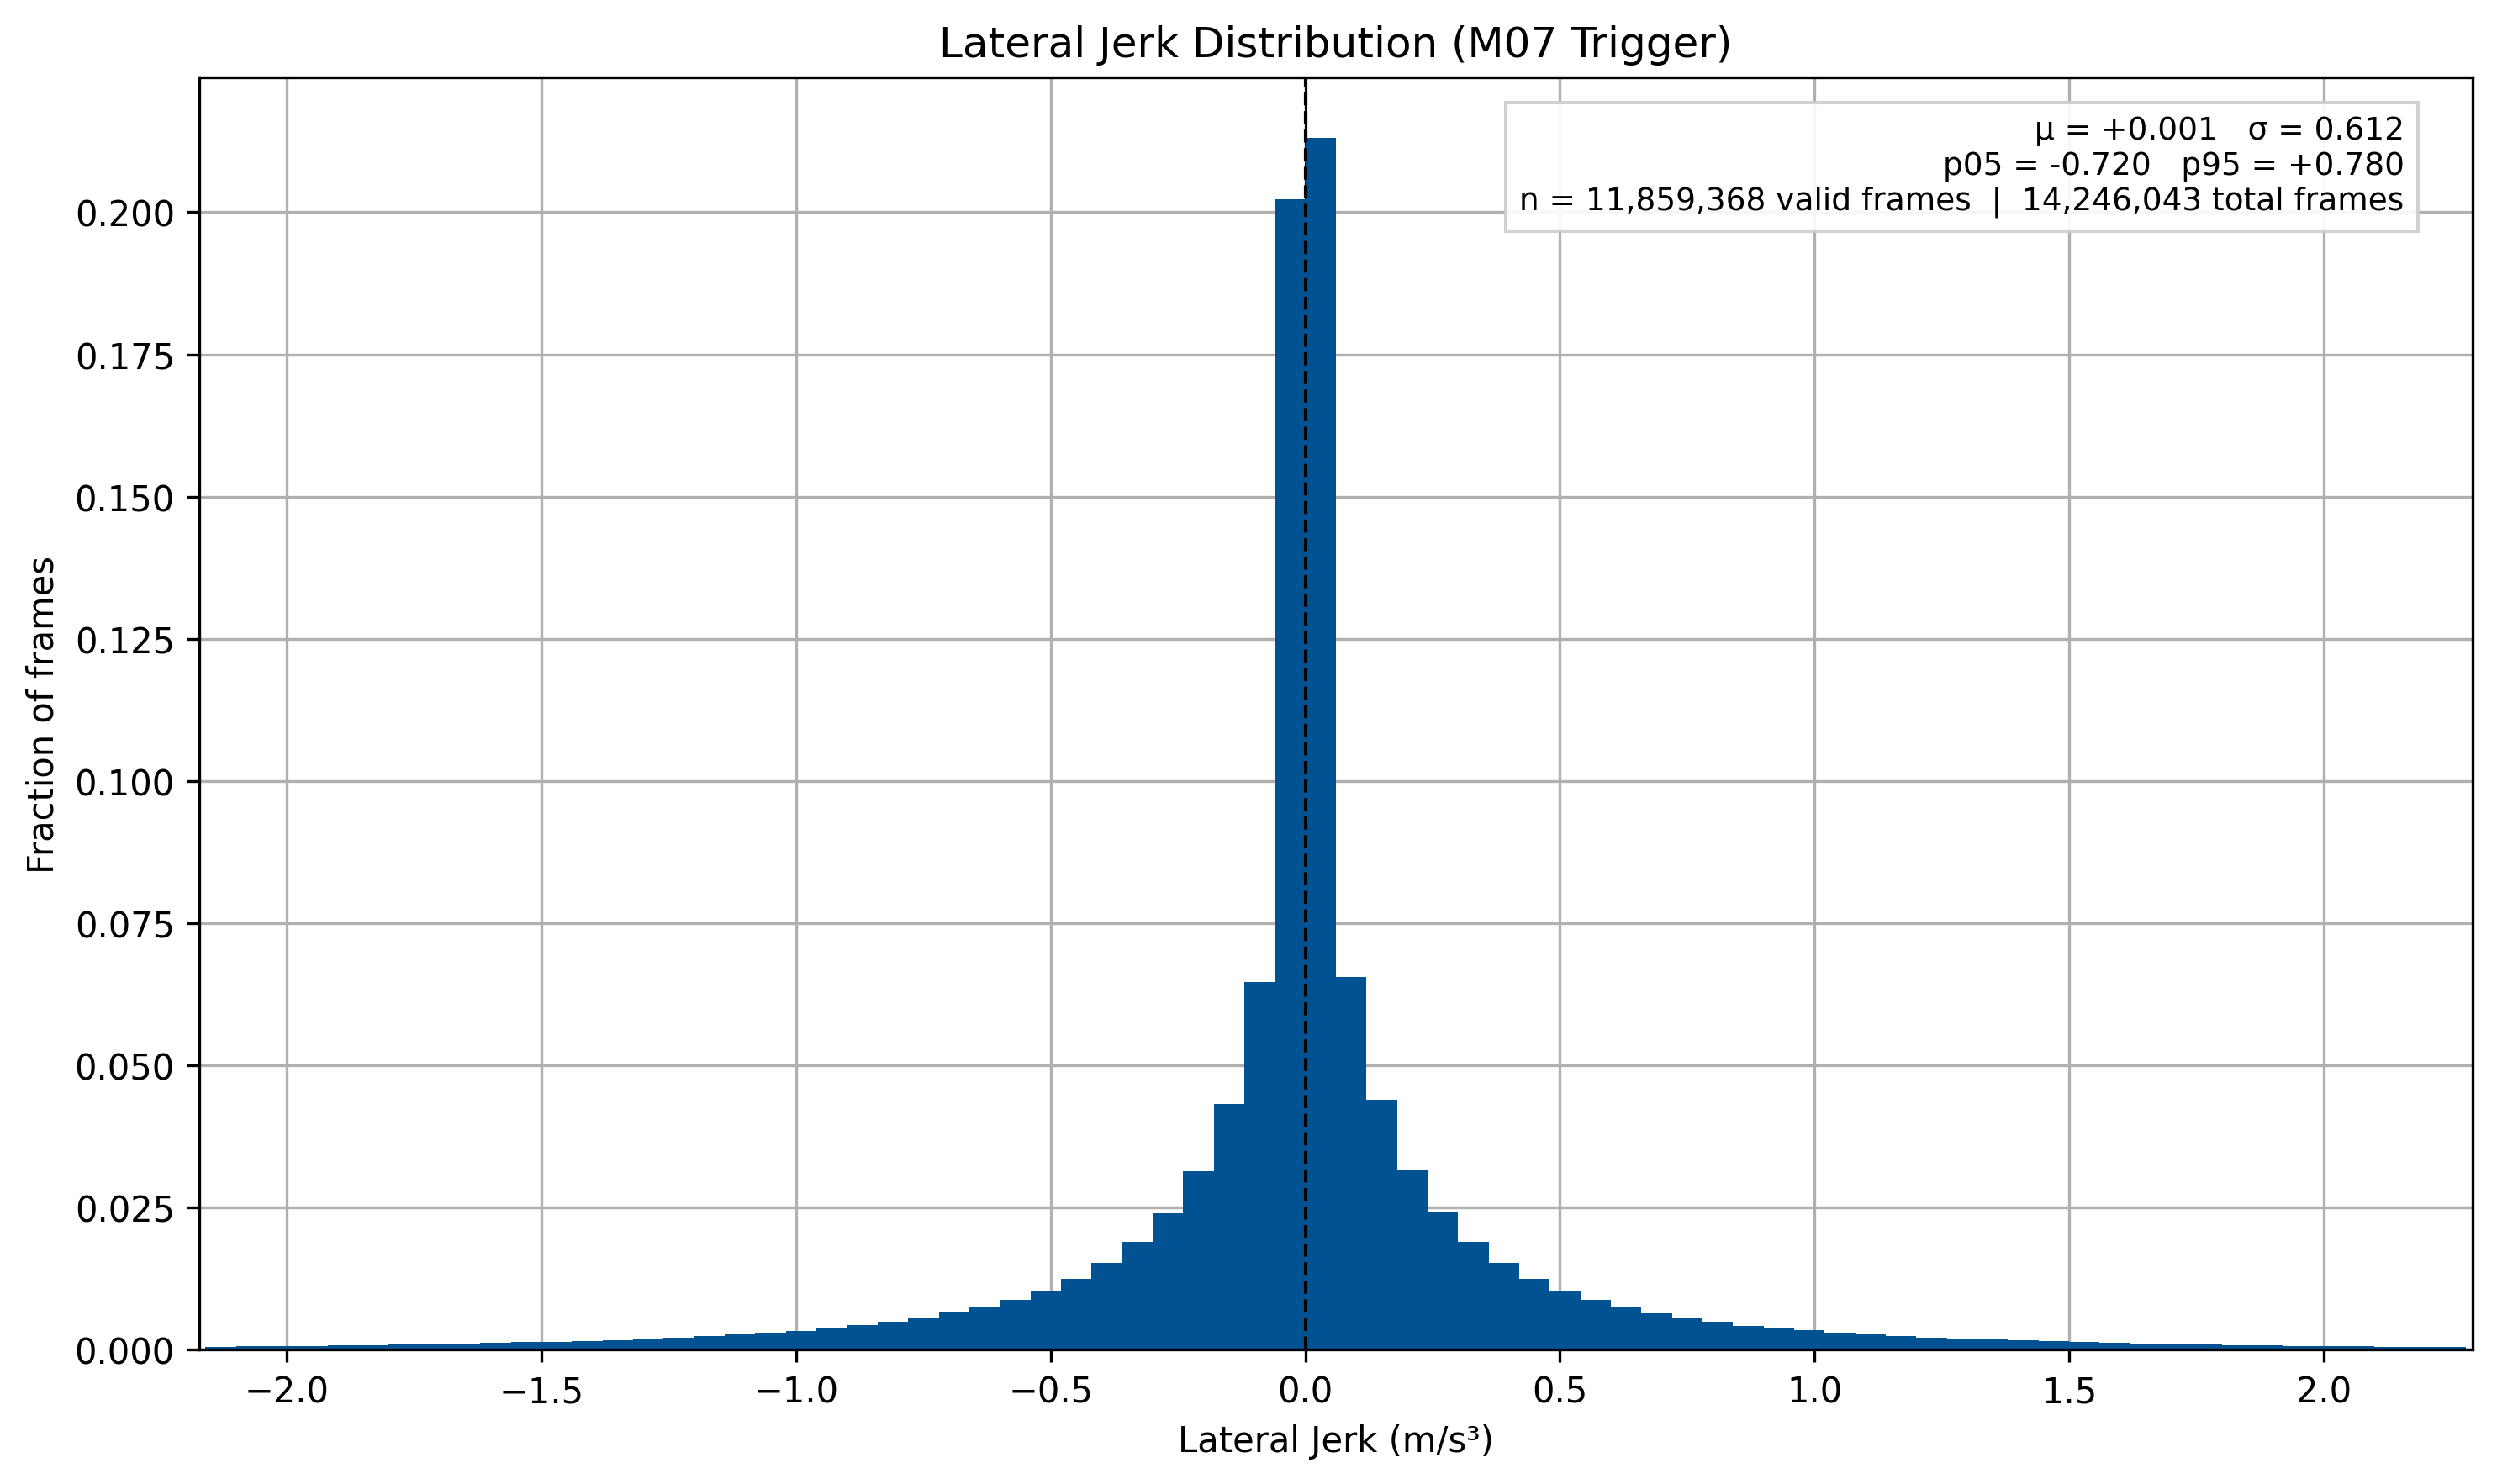 Lateral Jerk Distribution (M07 Trigger)
μ = +0.001   σ = 0.612
p05 = -0.720   p95 = +0.780
n = 11,859,368 valid frames  |  14,246,043 total frames
Fraction of frames
0.200
0.175
0.150
0.125
0.100
0.075
0.050
0.025
0.000
−2.0 −1.5 −1.0 −0.5 0.0 0.5 1.0 1.5 2.0
Lateral Jerk (m/s³)